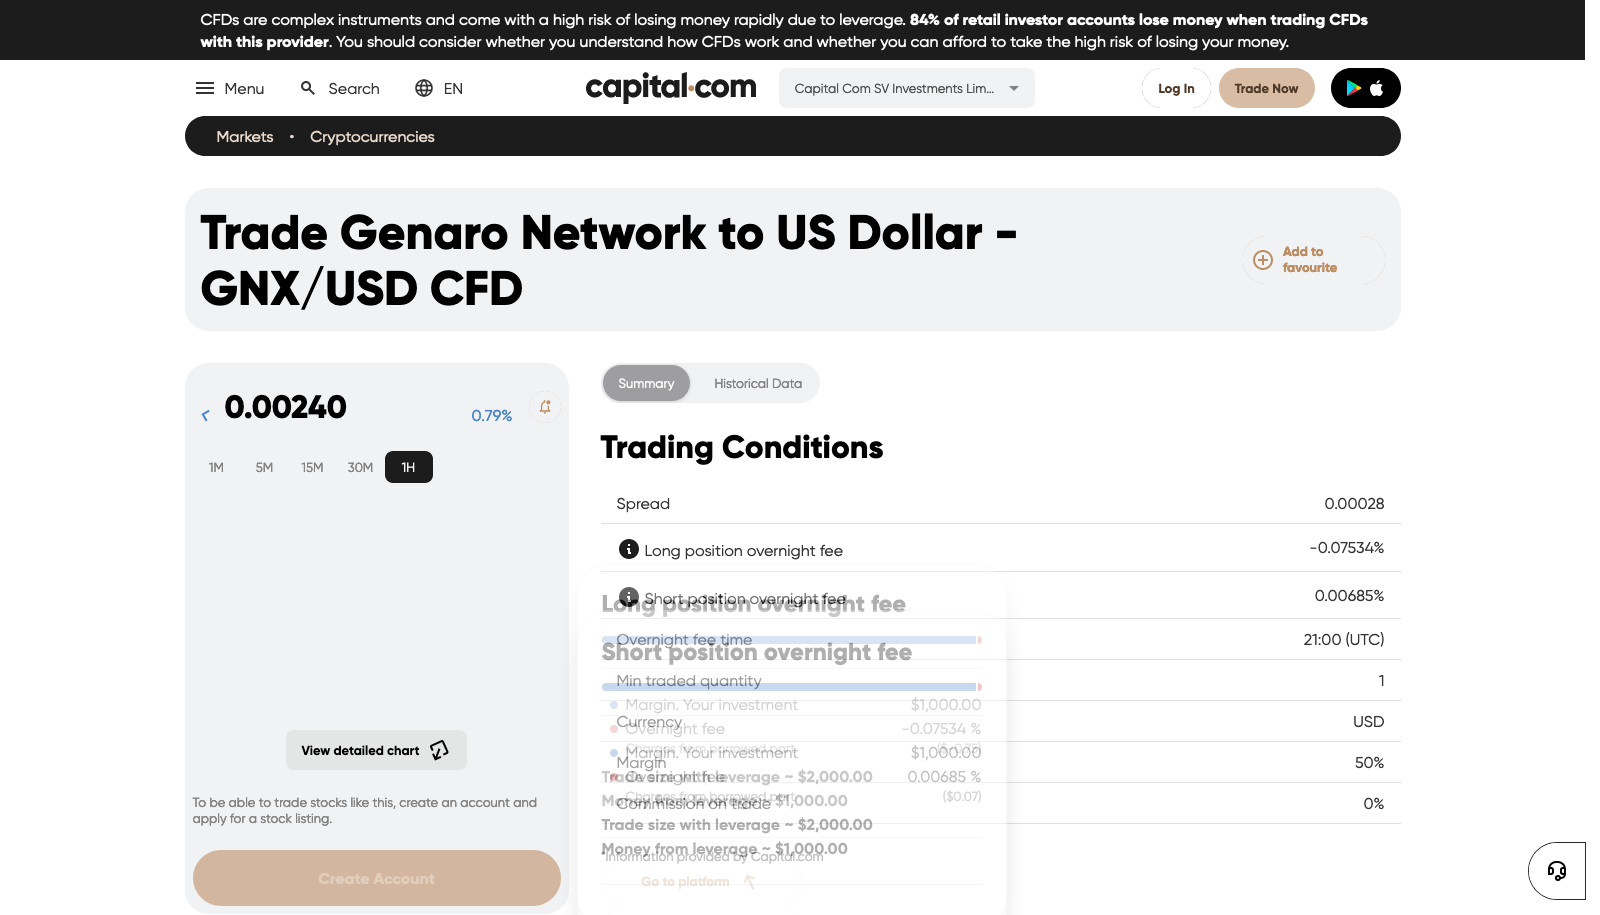 CFDs are complex instruments and come with a high risk of losing money rapidly due to leverage. 84% of retail investor accounts lose money when trading CFDs
with this provider. You should consider whether you understand how CFDs work and whether you can afford to take the high risk of losing your money.
Menu Search EN capital.com Capital Com SV Investments Lim... Log In Trade Now
Markets • Cryptocurrencies
Trade Genaro Network to US Dollar -
GNX/USD CFD
Add to
favourite
0.00240 0.79%
1M 5M 15M 30M 1H
View detailed chart
To be able to trade stocks like this, create an account and
apply for a stock listing.
Create Account
Summary Historical Data
Trading Conditions
Spread 0.00028
Long position overnight fee -0.07534%
Short position overnight fee 0.00685%
Overnight fee time 21:00 (UTC)
Min traded quantity 1
Currency USD
Margin 50%
Commission on trade 0%
*Information provided by Capital.com
Long position overnight fee
Margin. Your investment $1,000.00
Overnight fee -0.07534 %
Charges from borrowed part
Trade size with leverage ~ $2,000.00
Money from leverage ~ $1,000.00
Short position overnight fee
Margin. Your investment $1,000.00
Overnight fee 0.00685 %
Charges from borrowed part ($0.07)
Trade size with leverage ~ $2,000.00
Money from leverage ~ $1,000.00
Go to platform